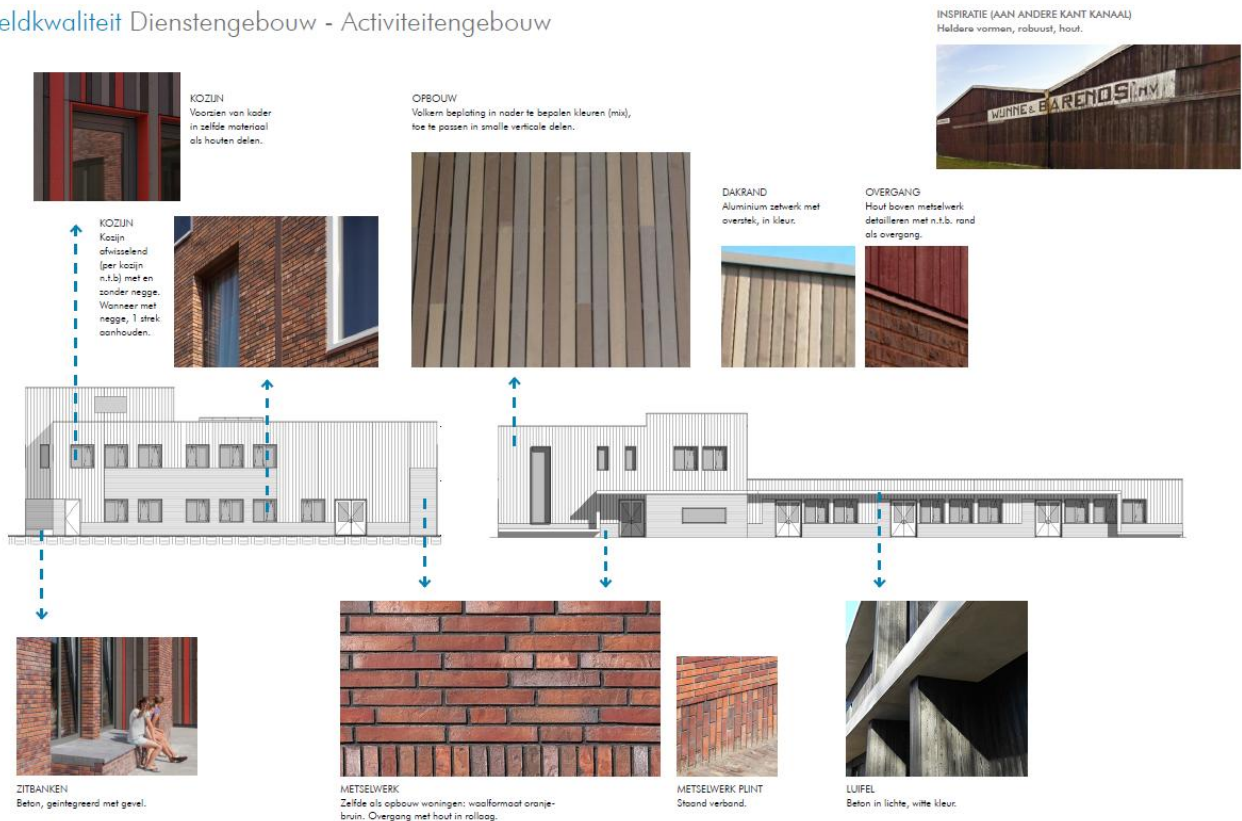 eldkwaliteit Dienstengebouw - Activiteitengebouw
INSPIRATIE (AAN ANDERE KANT KANAAL)
Heldere vormen, robuust, hout.
WIJNNE & BARENDS N.V.
KOZIJN
Voorzien van kader
in zelfde materiaal
als houten delen.
OPBOUW
Volkern beplating in nader te bepalen kleuren (mix),
toe te passen in smalle verticale delen.
KOZIJN
Kozijn
afwisselend
(per kozijn
n.t.b) met en
zonder negge.
Wanneer met
negge, 1 strek
aanhouden.
DAKRAND
Aluminium zetwerk met
overstek, in kleur.
OVERGANG
Hout boven metselwerk
detailleren met n.t.b. rand
als overgang.
ZITBANKEN
Beton, geintegreerd met gevel.
METSELWERK
Zelfde als opbouw woningen: waalformaat oranje-
bruin. Overgang met hout in rollaag.
METSELWERK PLINT
Staand verband.
LUIFEL
Beton in lichte, witte kleur.